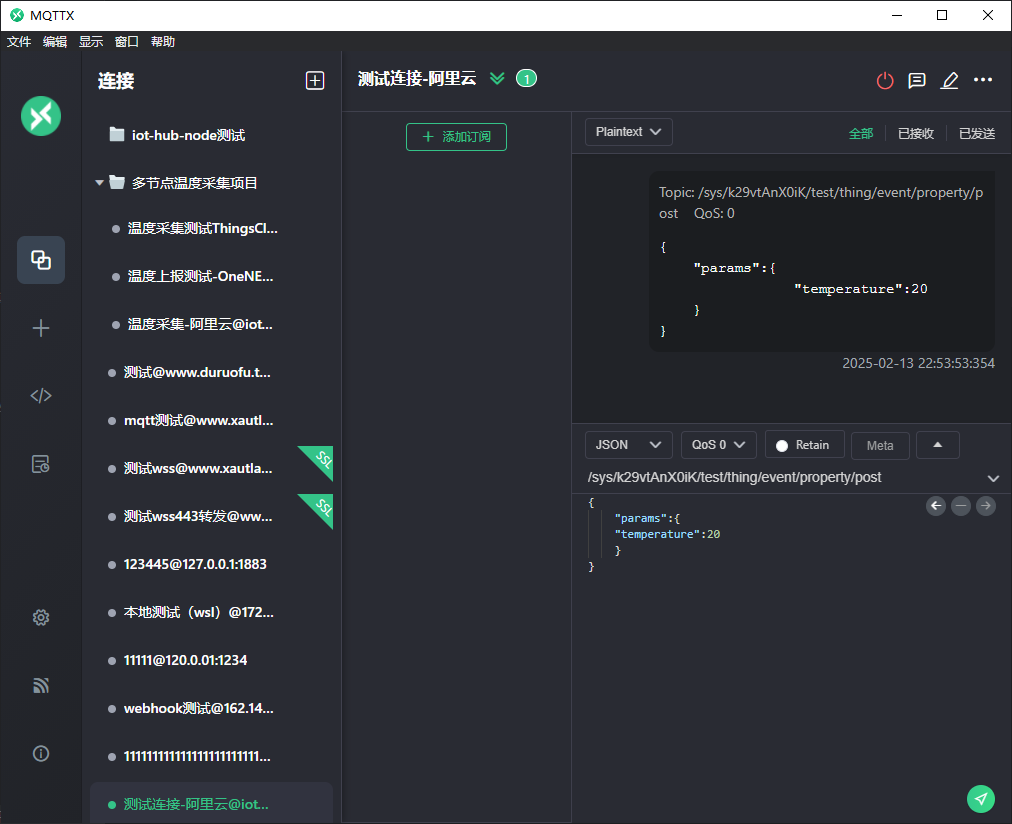 MQTTX
文件 编辑 显示 窗口 帮助
连接
iot-hub-node测试
多节点温度采集项目
温度采集测试ThingsCl...
温度上报测试-OneNE...
温度采集-阿里云@iot...
测试@www.duruofu.t...
mqtt测试@www.xautl...
测试wss@www.xautla...
SSL
测试wss443转发@ww...
SSL
123445@127.0.0.1:1883
本地测试（wsl）@172...
11111@120.0.01:1234
webhook测试@162.14...
测试连接-阿里云@iot...
测试连接-阿里云 1
添加订阅
Plaintext 全部 已接收 已发送
Topic: /sys/k29vtAnX0iK/test/thing/event/property/p
ost QoS: 0
{
"params":{
"temperature":20
}
}
2025-02-13 22:53:53:354
JSON QoS 0 Retain Meta
/sys/k29vtAnX0iK/test/thing/event/property/post
{
"params":{
"temperature":20
}
}